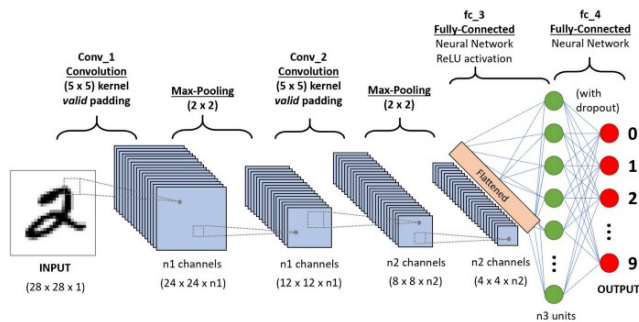 fc_3
Fully-Connected
Neural Network
ReLU activation
fc_4
Fully-Connected
Neural Network
Conv_1
Convolution
(5 x 5) kernel
valid padding
Max-Pooling
(2 x 2)
Conv_2
Convolution
(5 x 5) kernel
valid padding
Max-Pooling
(2 x 2)
(with
dropout)
Flattened
0
1
2
9
2
INPUT
(28 x 28 x 1)
n1 channels
(24 x 24 x n1)
n1 channels
(12 x 12 x n1)
n2 channels
(8 x 8 x n2)
n2 channels
(4 x 4 x n2)
OUTPUT
n3 units